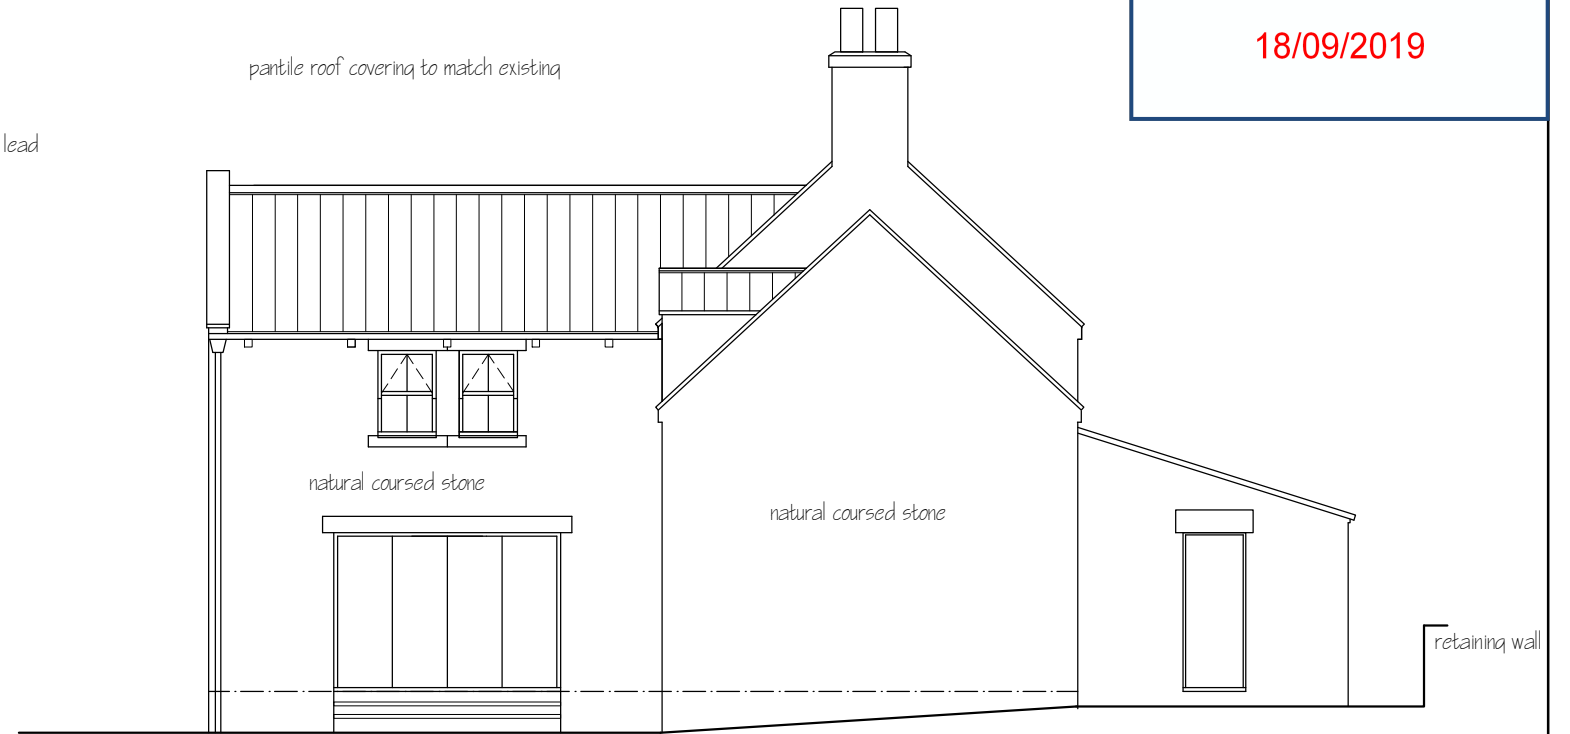 18/09/2019
pantile roof covering to match existing
lead
natural coursed stone
natural coursed stone
retaining wall